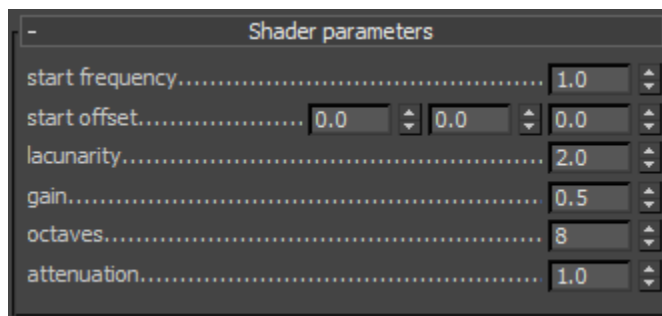 - Shader parameters
start frequency.............................................. 1.0
start offset..................... 0.0 0.0 0.0
lacunarity..................................................... 2.0
gain............................................................ 0.5
octaves....................................................... 8
attenuation.................................................. 1.0